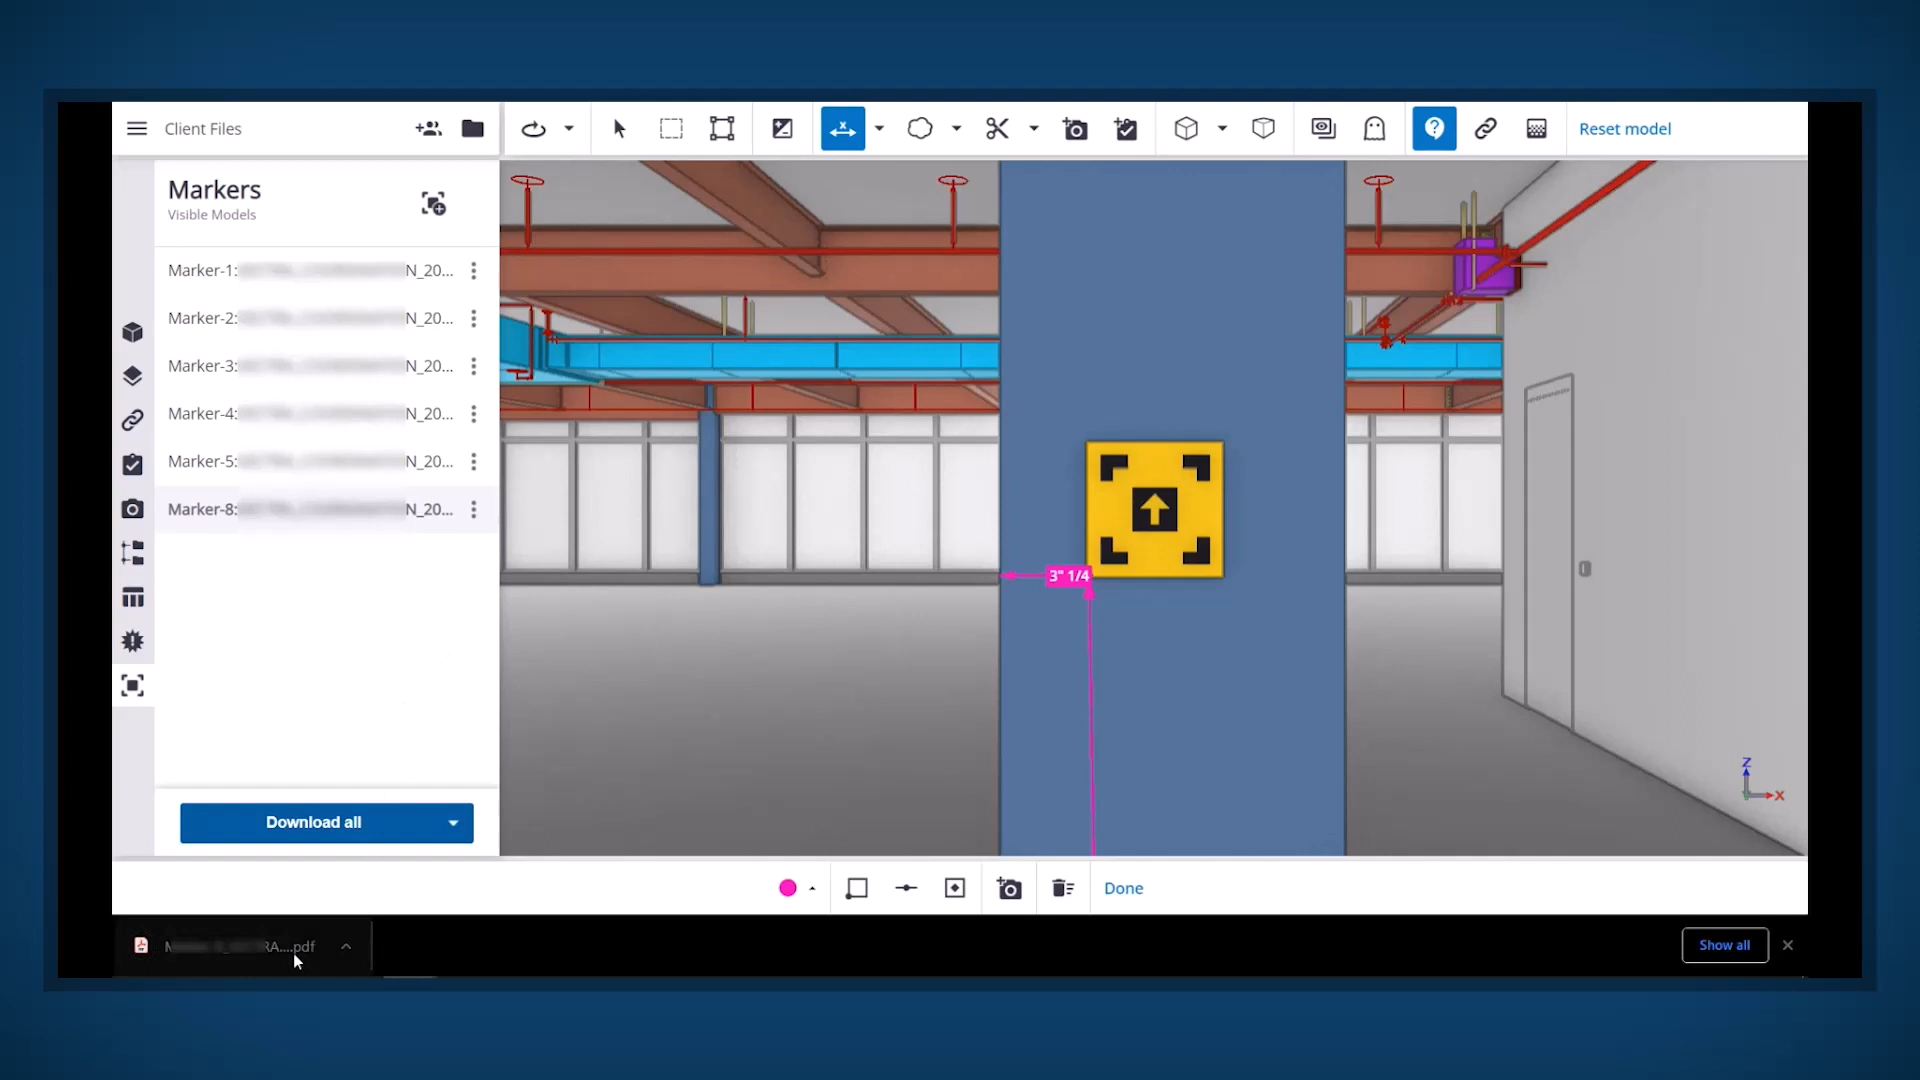 Client Files
Reset model
Markers
Visible Models
Marker-1: N_20...
Marker-2: N_20...
Marker-3: N_20...
Marker-4: N_20...
Marker-5: N_20...
Marker-8: N_20...
3" 1/4
Z
X
Download all
Done
RA....pdf
Show all